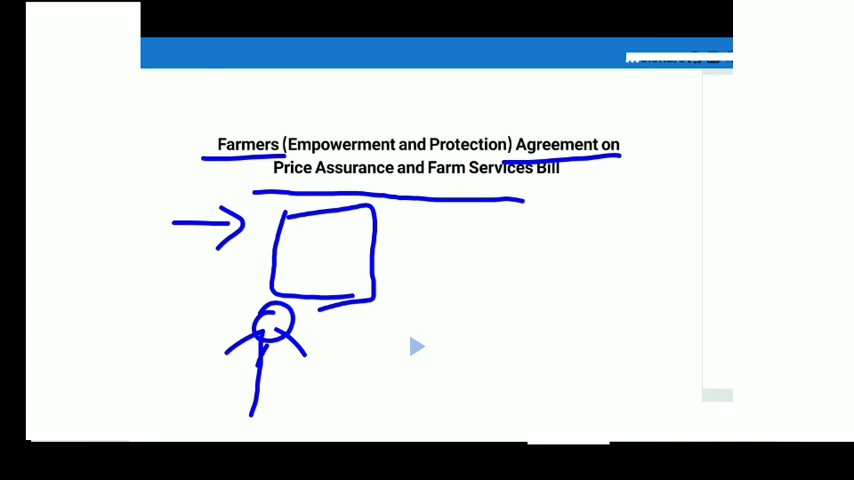 Farmers (Empowerment and Protection) Agreement on
Price Assurance and Farm Services Bill